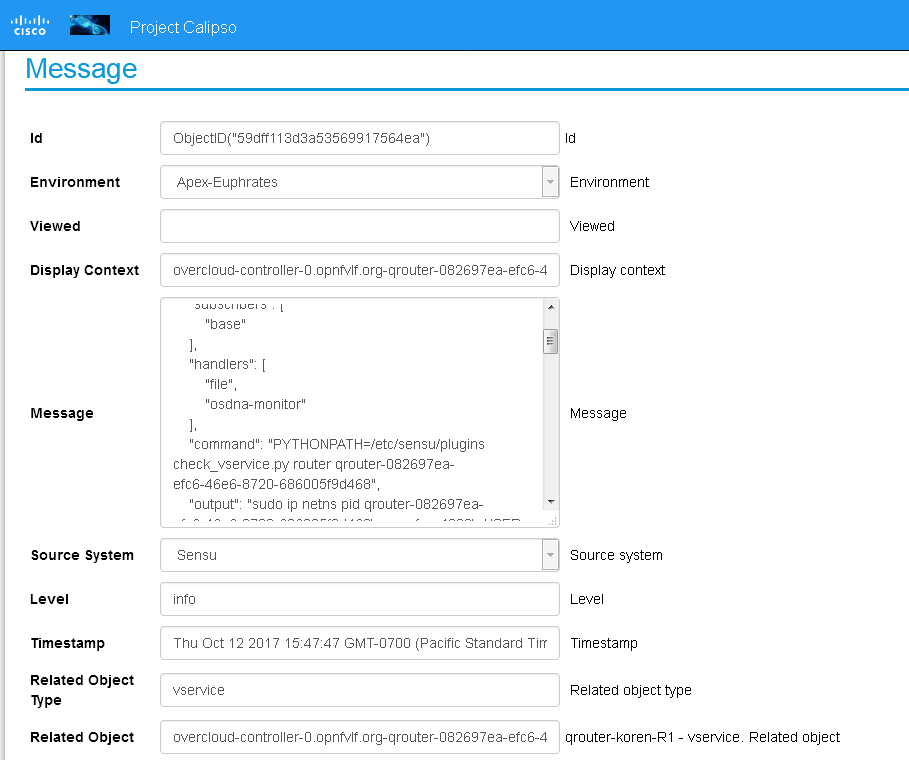 CISCO Project Calipso
Message
Id ObjectID("59dff113d3a53569917564ea") Id
Environment Apex-Euphrates Environment
Viewed Viewed
Display Context overcloud-controller-0.opnfvlf.org-qrouter-082697ea-efc6-4 Display context
"subscribers": [
"base"
],
"handlers": [
"file",
"osdna-monitor"
],
Message Message
"command": "PYTHONPATH=/etc/sensu/plugins
check_vservice.py router qrouter-082697ea-
efc6-46e6-8720-686005f9d468",
"output": "sudo ip netns pid qrouter-082697ea-
Source System Sensu Source system
Level info Level
Timestamp Thu Oct 12 2017 15:47:47 GMT-0700 (Pacific Standard Tim Timestamp
Related Object
Type vservice Related object type
Related Object overcloud-controller-0.opnfvlf.org-qrouter-082697ea-efc6-4 qrouter-koren-R1 - vservice. Related object